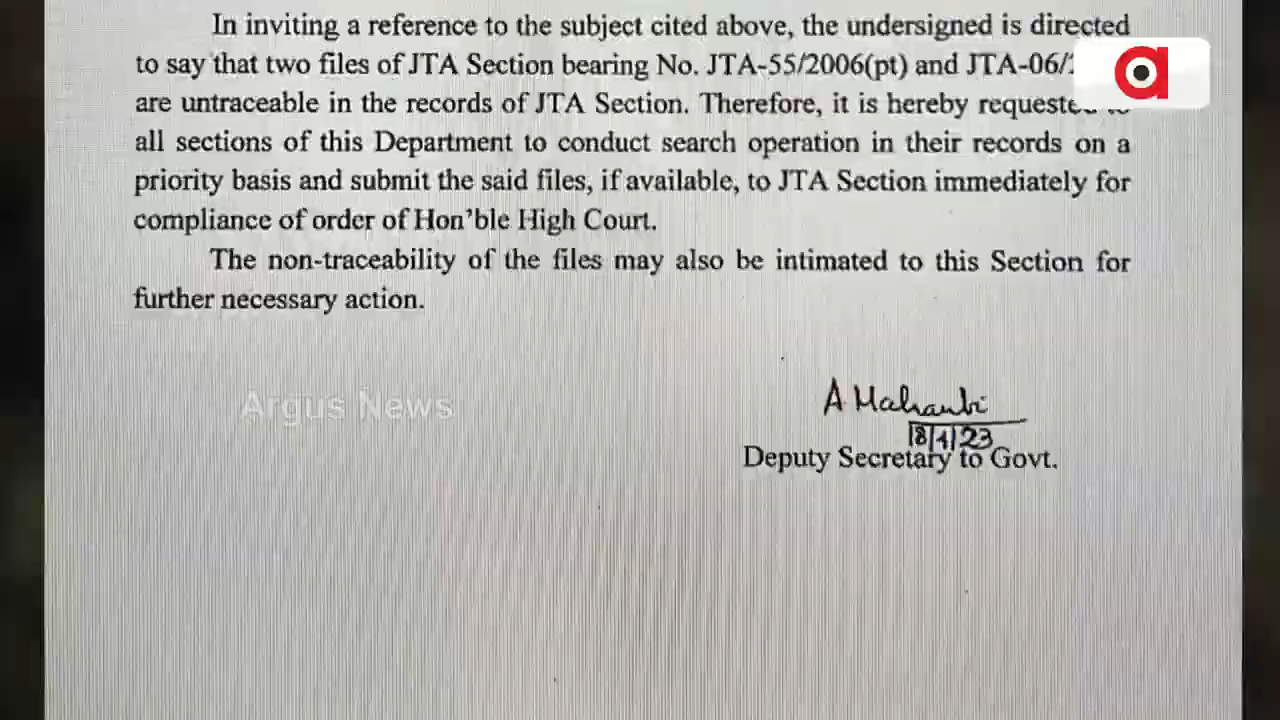 In inviting a reference to the subject cited above, the undersigned is directed
to say that two files of JTA Section bearing No. JTA-55/2006(pt) and JTA-06/
are untraceable in the records of JTA Section. Therefore, it is hereby requested to
all sections of this Department to conduct search operation in their records on a
priority basis and submit the said files, if available, to JTA Section immediately for
compliance of order of Hon'ble High Court.
The non-traceability of the files may also be intimated to this Section for
further necessary action.
Argus News
A Mahanti
18/4/23
Deputy Secretary to Govt.